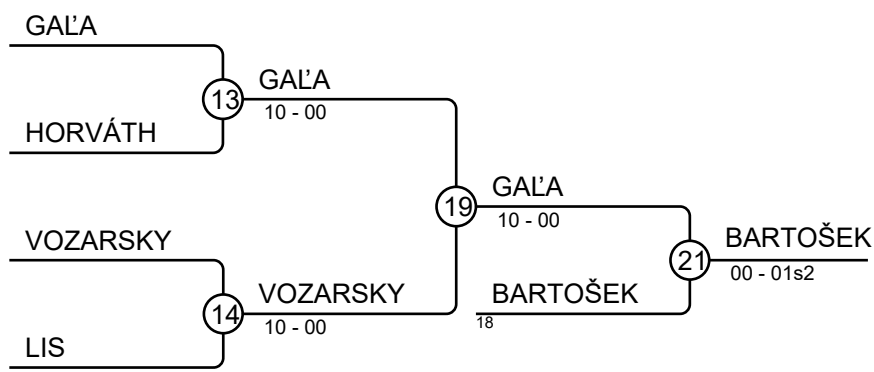 GAĽA
GAĽA
13
10 - 00
HORVÁTH
GAĽA
19
10 - 00
VOZARSKY
BARTOŠEK
21
00 - 01s2
VOZARSKY
14
10 - 00
BARTOŠEK
18
LIS